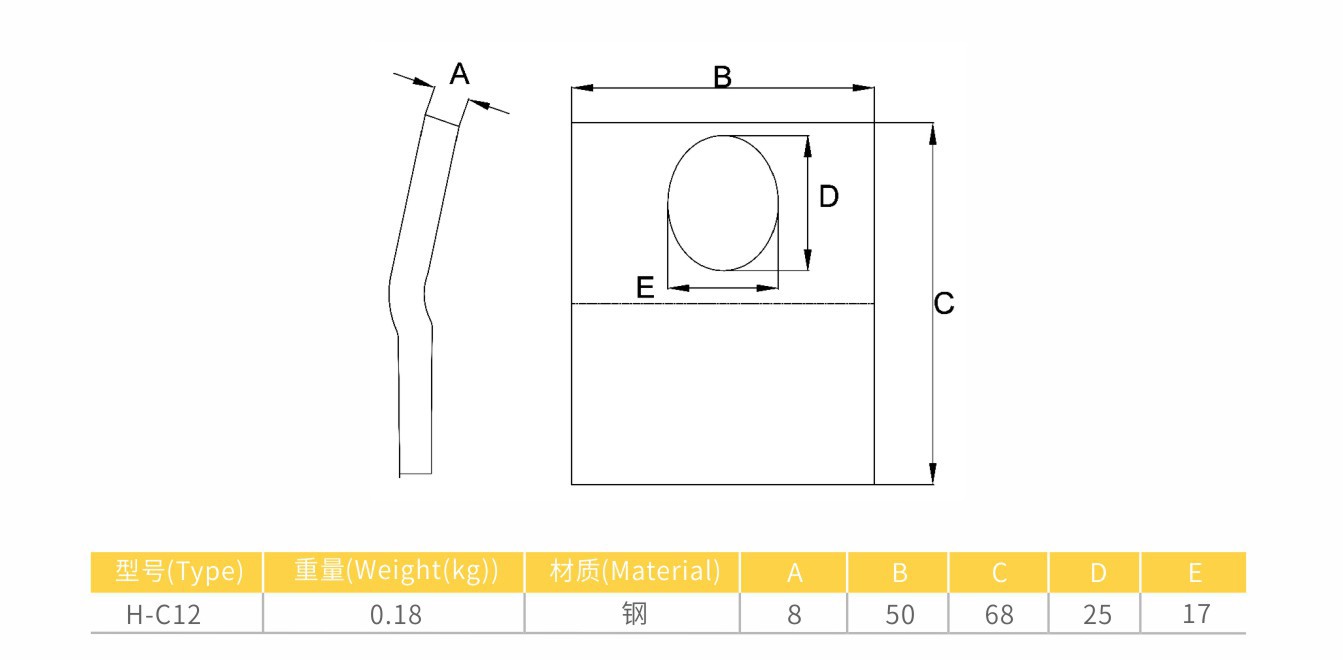 A
B
D
E
C
型号(Type) 重量(Weight(kg)) 材质(Material) A B C D E
H-C12 0.18 钢 8 50 68 25 17